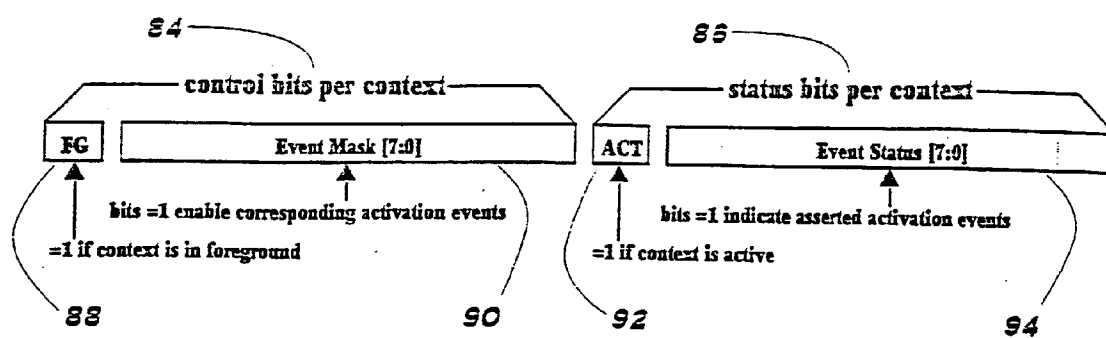 84
86
control bits per context
status bits per context
FG
Event Mask [7:0]
ACT
Event Status [7:0]
bits =1 enable corresponding activation events
bits =1 indicate asserted activation events
=1 if context is in foreground
=1 if context is active
88
90
92
94